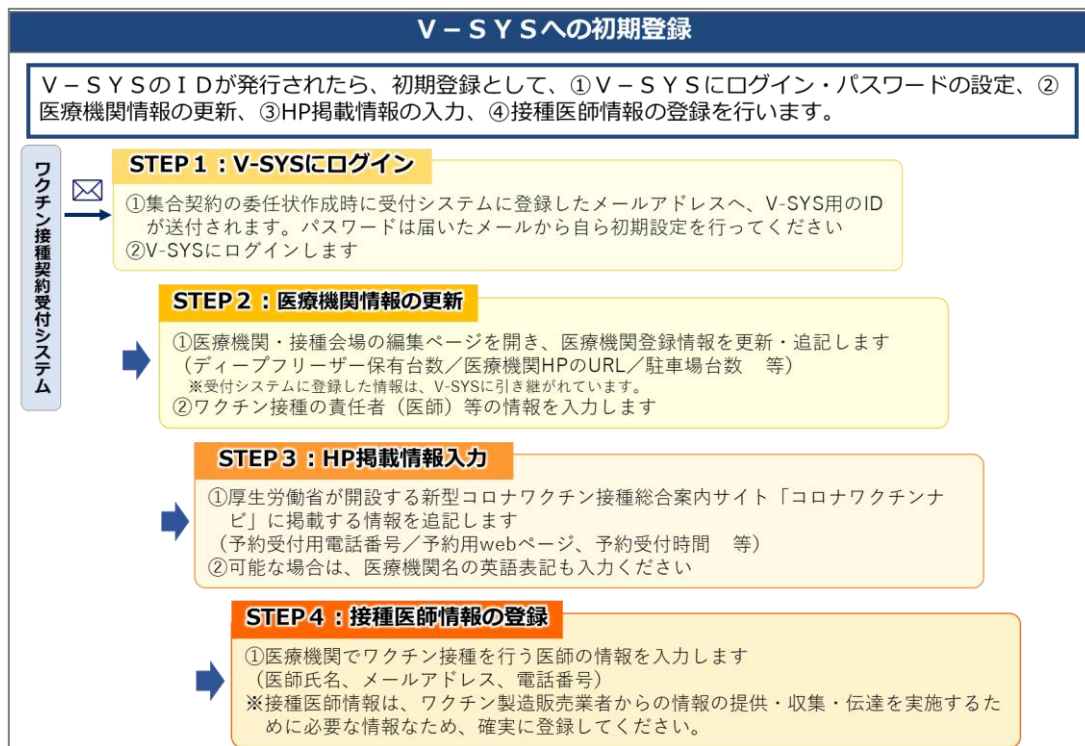 Ｖ－ＳＹＳへの初期登録
Ｖ－ＳＹＳのＩＤが発行されたら、初期登録として、①Ｖ－ＳＹＳにログイン・パスワードの設定、②
医療機関情報の更新、③HP掲載情報の入力、④接種医師情報の登録を行います。
ワクチン接種契約受付システム
STEP１：V-SYSにログイン
①集合契約の委任状作成時に受付システムに登録したメールアドレスへ、V-SYS用のID
が送付されます。パスワードは届いたメールから自ら初期設定を行ってください
②V-SYSにログインします
STEP２：医療機関情報の更新
①医療機関・接種会場の編集ページを開き、医療機関登録情報を更新・追記します
（ディープフリーザー保有台数／医療機関HPのURL／駐車場台数　等）
※受付システムに登録した情報は、V-SYSに引き継がれています。
②ワクチン接種の責任者（医師）等の情報を入力します
STEP３：HP掲載情報入力
①厚生労働省が開設する新型コロナワクチン接種総合案内サイト「コロナワクチンナ
ビ」に掲載する情報を追記します
（予約受付用電話番号／予約用webページ、予約受付時間　等）
②可能な場合は、医療機関名の英語表記も入力ください
STEP４：接種医師情報の登録
①医療機関でワクチン接種を行う医師の情報を入力します
（医師氏名、メールアドレス、電話番号）
※接種医師情報は、ワクチン製造販売業者からの情報の提供・収集・伝達を実施するた
めに必要な情報なため、確実に登録してください。